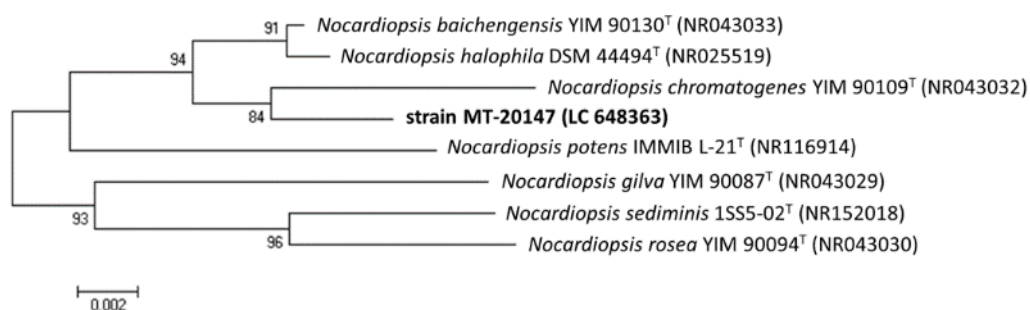 91
Nocardiopsis baichengensis YIM 90130ᵀ (NR043033)
94
Nocardiopsis halophila DSM 44494ᵀ (NR025519)
Nocardiopsis chromatogenes YIM 90109ᵀ (NR043032)
84
strain MT-20147 (LC 648363)
Nocardiopsis potens IMMIB L-21ᵀ (NR116914)
Nocardiopsis gilva YIM 90087ᵀ (NR043029)
93
Nocardiopsis sediminis 1SS5-02ᵀ (NR152018)
96
Nocardiopsis rosea YIM 90094ᵀ (NR043030)
0.002